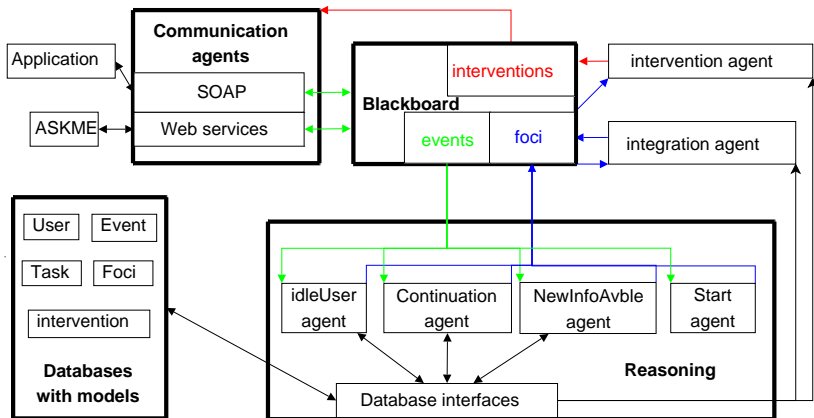 Communication
agents
Application
SOAP
Web services
ASKME
Blackboard
interventions
events
foci
intervention agent
integration agent
User
Event
Task
Foci
intervention
Databases
with models
idleUser
agent
Continuation
agent
NewInfoAvble
agent
Start
agent
Reasoning
Database interfaces